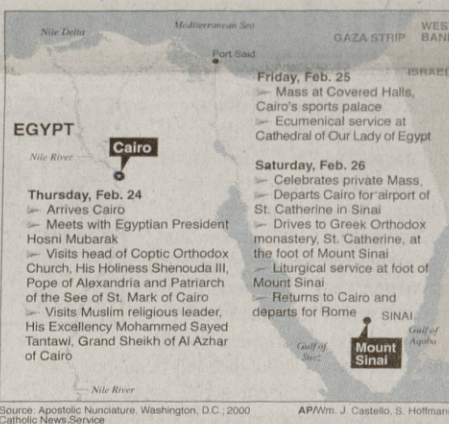 Nile Delta
Mediterranean Sea
GAZA STRIP
WES
BAN
Port Said
ISRAEL
EGYPT
Nile River
Cairo
Thursday, Feb. 24
Arrives Cairo
Meets with Egyptian President
Hosni Mubarak
Visits head of Coptic Orthodox
Church, His Holiness Shenouda III,
Pope of Alexandria and Patriarch
of the See of St. Mark of Cairo
Visits Muslim religious leader,
His Excellency Mohammed Sayed
Tantawi, Grand Sheikh of Al Azhar
of Cairo
Friday, Feb. 25
Mass at Covered Halls,
Cairo's sports palace
Ecumenical service at
Cathedral of Our Lady of Egypt
Saturday, Feb. 26
Celebrates private Mass.
Departs Cairo for airport of
St. Catherine in Sinai
Drives to Greek Orthodox
monastery, St. Catherine, at
the foot of Mount Sinai
Liturgical service at foot of
Mount Sinai
Returns to Cairo and
departs for Rome
SINAI
Gulf of
Suez
Mount
Sinai
Gulf of
Aqaba
Nile River
Source: Apostolic Nunciature, Washington, D.C.; 2000
Catholic News Service
AP/Wm. J. Castello, S. Hoffman